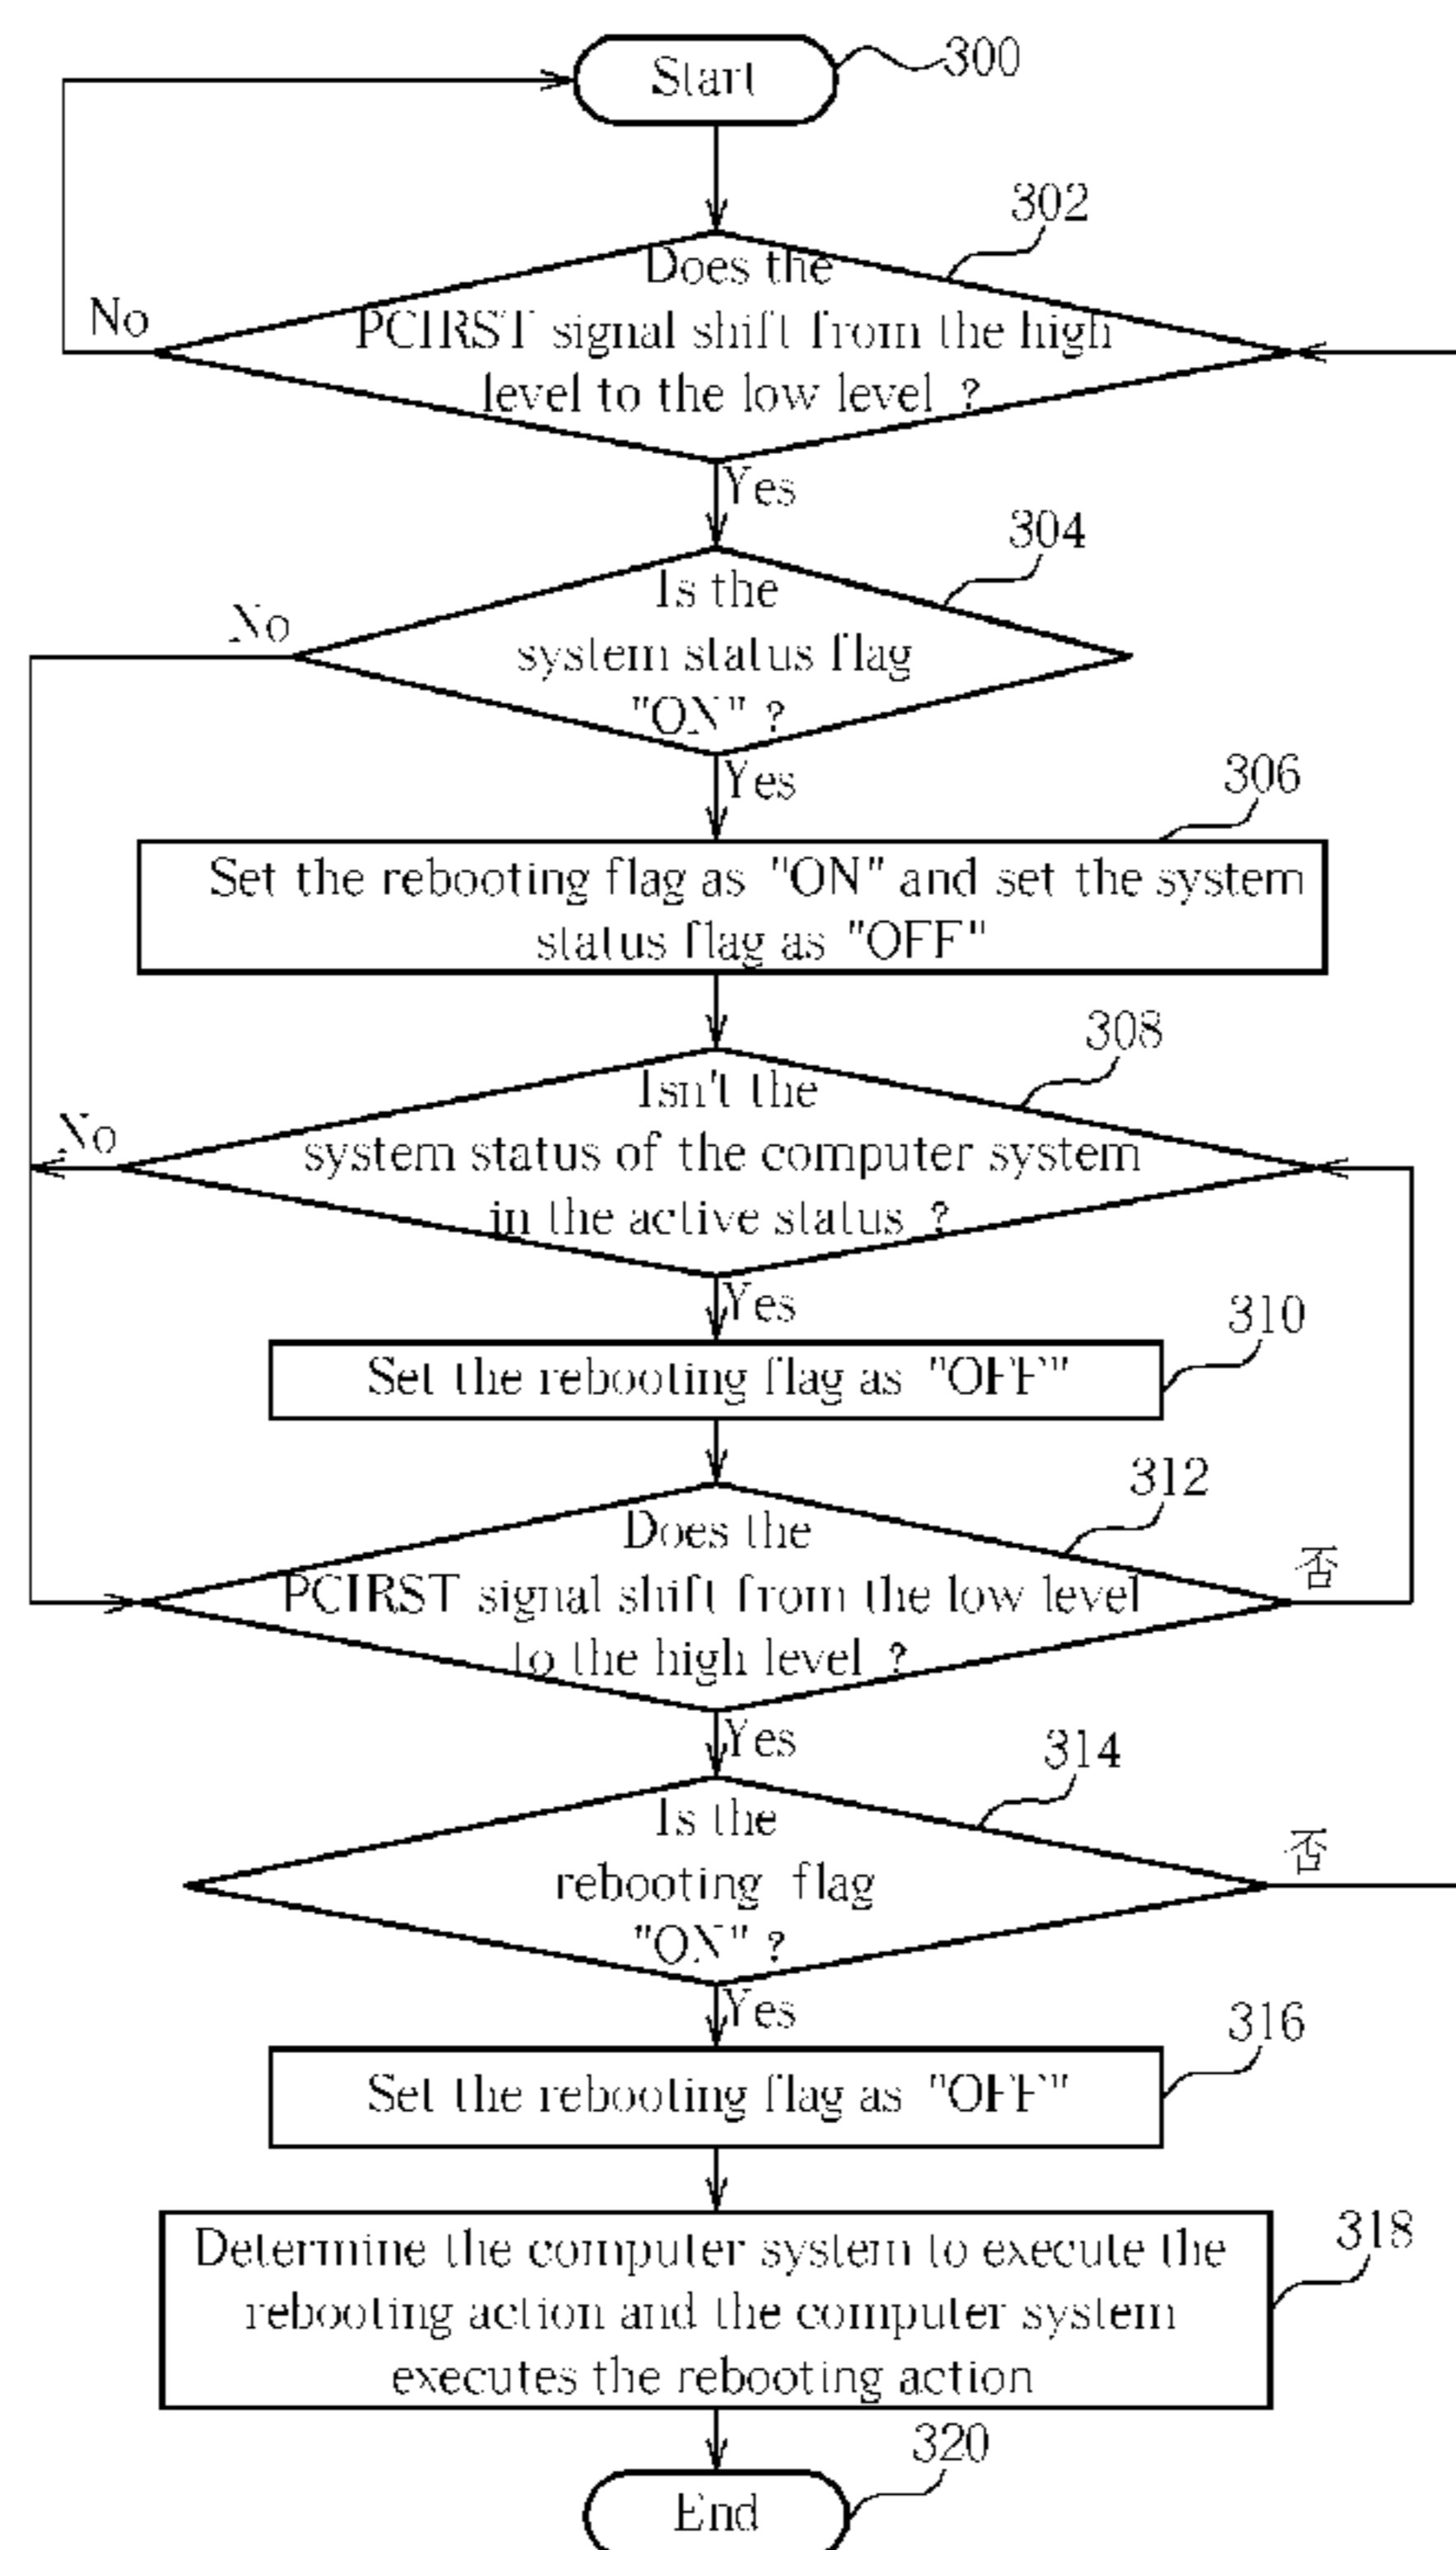 Start
300
302
Does the
PCIRST signal shift from the high
level to the low level ?
No
Yes
304
Is the
system status flag
"ON" ?
No
Yes
306
Set the rebooting flag as "ON" and set the system
status flag as "OFF"
308
Isn't the
system status of the computer system
in the active status ?
No
Yes
310
Set the rebooting flag as "OFF"
312
Does the
PCIRST signal shift from the low level
to the high level ?
否
Yes
314
Is the
rebooting flag
"ON" ?
否
Yes
316
Set the rebooting flag as "OFF"
318
Determine the computer system to execute the
rebooting action and the computer system
executes the rebooting action
320
End